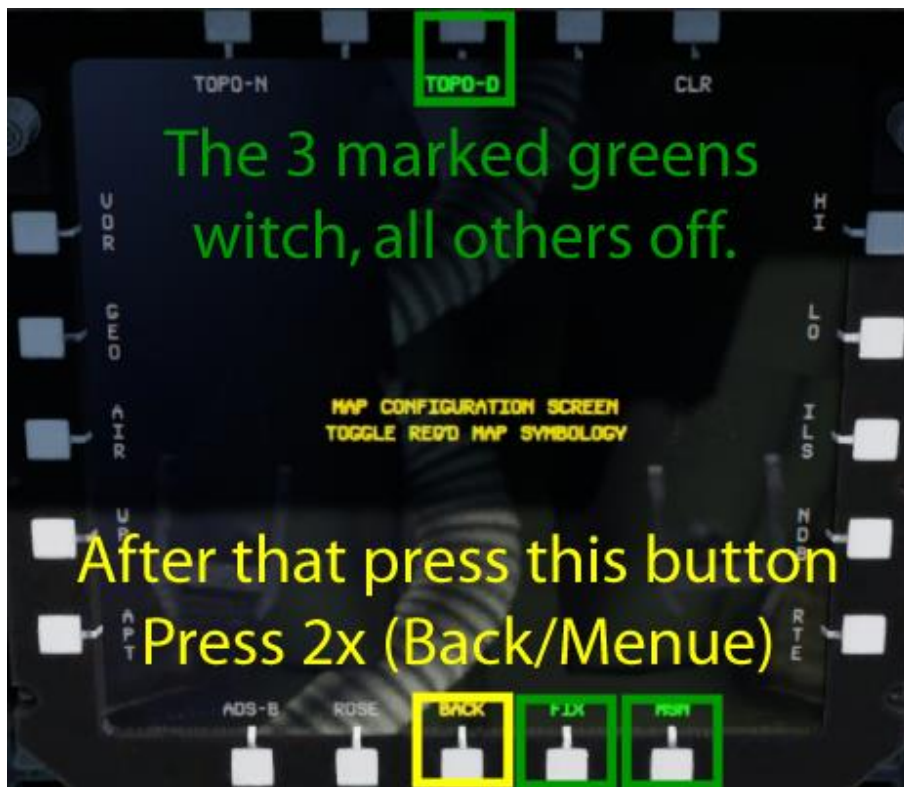 TOPO-N TOPO-D CLR
The 3 marked greens
witch, all others off.
VOR
HI
GEO
LO
AIR
ILS
MAP CONFIGURATION SCREEN
TOGGLE REQ'D MAP SYMBOLOGY
NDB
After that press this button
APT
RTE
Press 2x (Back/Menue)
ADS-B ROSE BACK FIX MSN